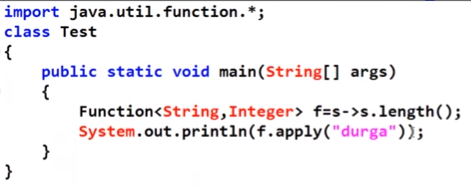 import java.util.function.*;
class Test
{
    public static void main(String[] args)
    {
        Function<String,Integer> f=s->s.length();
        System.out.println(f.apply("durga"));
    }
}